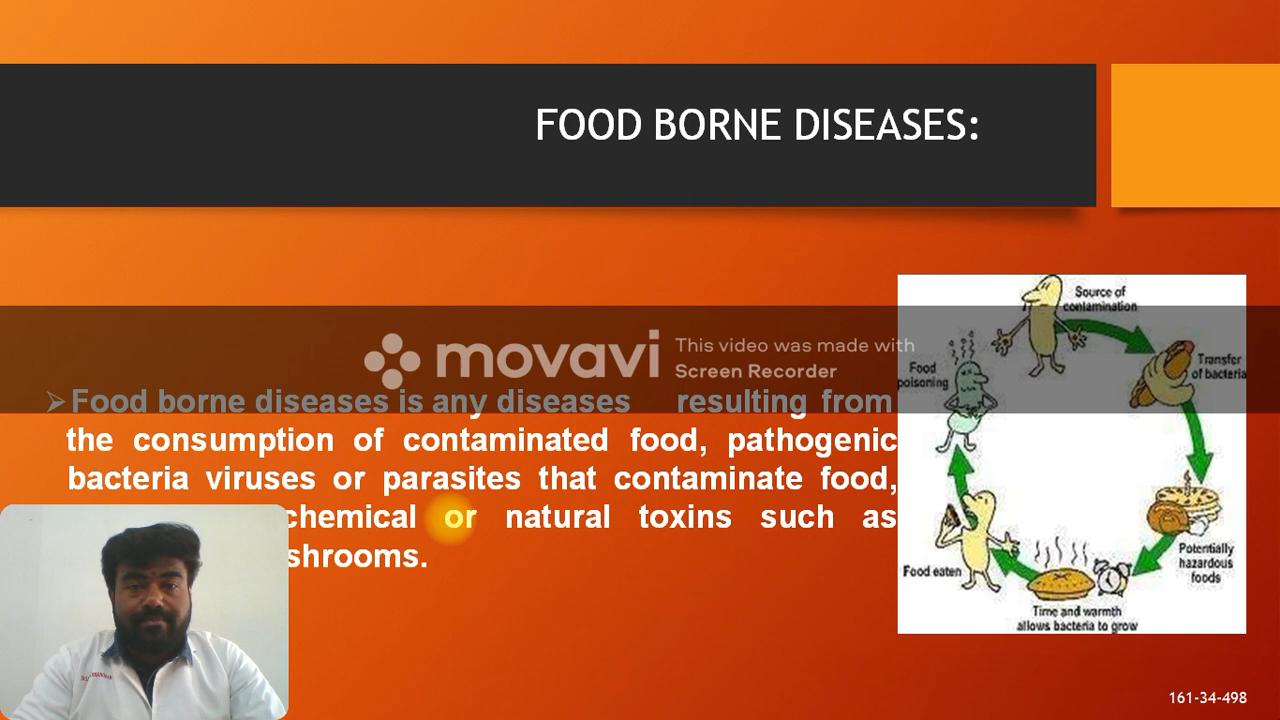 FOOD BORNE DISEASES:
movavi
This video was made with
Screen Recorder
➢Food borne diseases is any diseases resulting from
the consumption of contaminated food, pathogenic
bacteria viruses or parasites that contaminate food,
chemical or natural toxins such as
shrooms.
Source of
contamination
Transfer
of bacteria
Potentially
hazardous
foods
Time and warmth
allows bacteria to grow
Food eaten
Food
poisoning
161-34-498